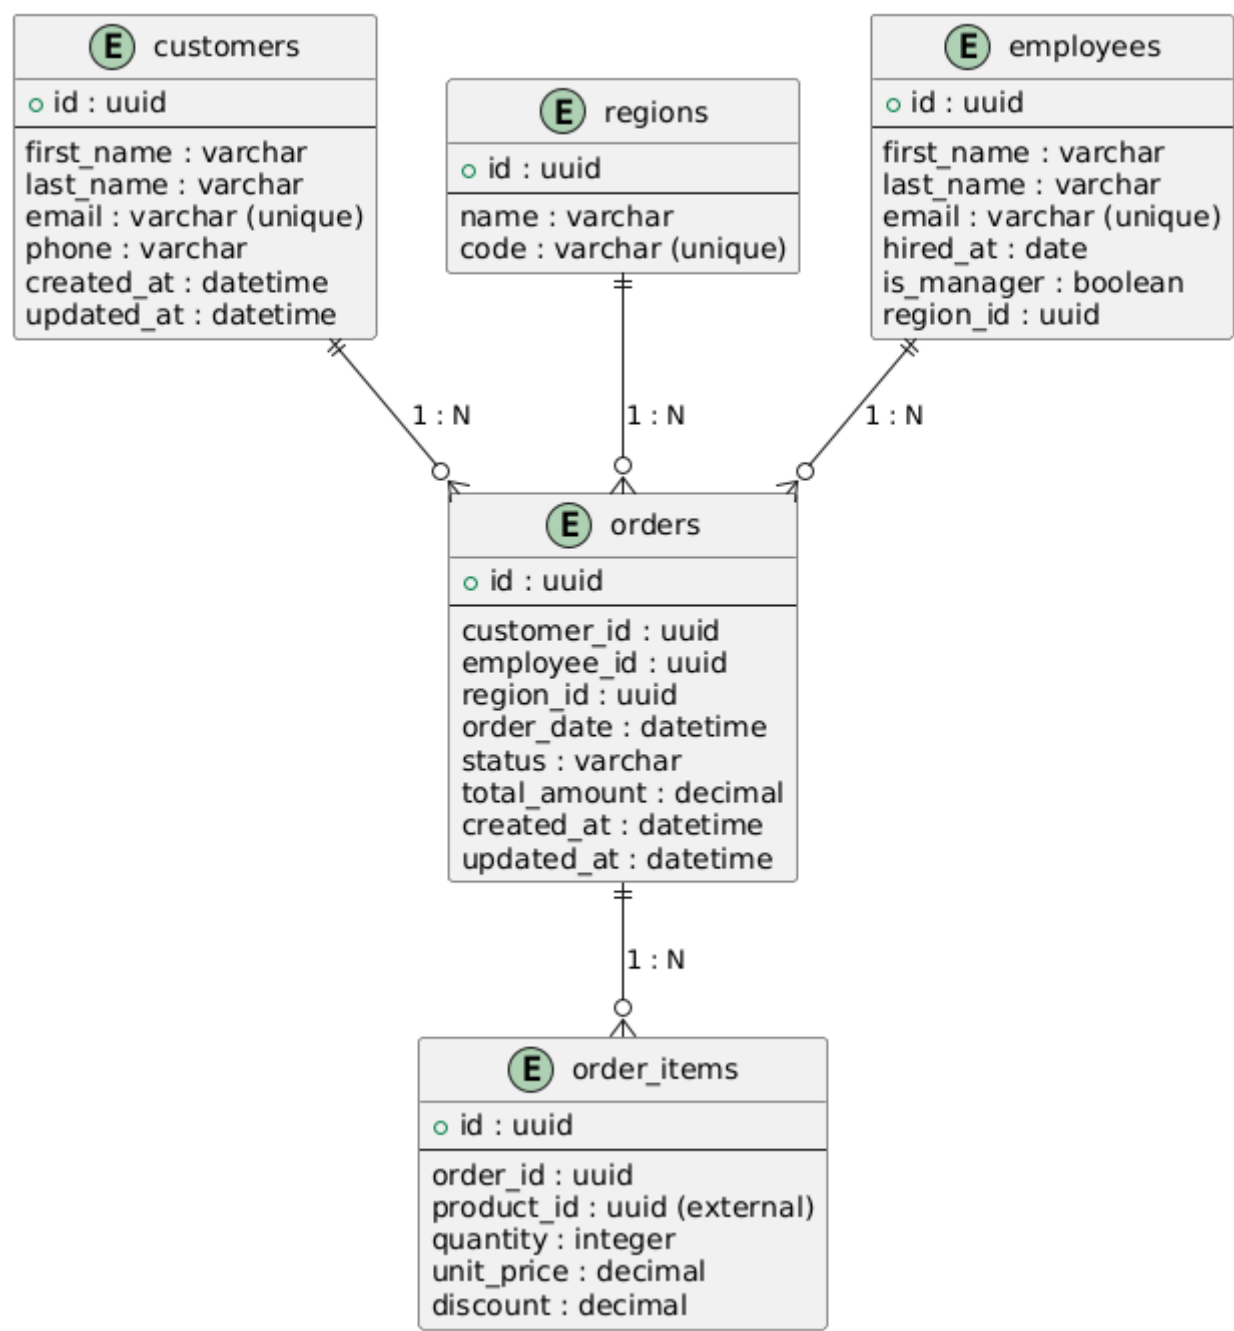 E customers
id : uuid
first_name : varchar
last_name : varchar
email : varchar (unique)
phone : varchar
created_at : datetime
updated_at : datetime
E regions
id : uuid
name : varchar
code : varchar (unique)
E employees
id : uuid
first_name : varchar
last_name : varchar
email : varchar (unique)
hired_at : date
is_manager : boolean
region_id : uuid
1 : N
1 : N
1 : N
E orders
id : uuid
customer_id : uuid
employee_id : uuid
region_id : uuid
order_date : datetime
status : varchar
total_amount : decimal
created_at : datetime
updated_at : datetime
1 : N
E order_items
id : uuid
order_id : uuid
product_id : uuid (external)
quantity : integer
unit_price : decimal
discount : decimal